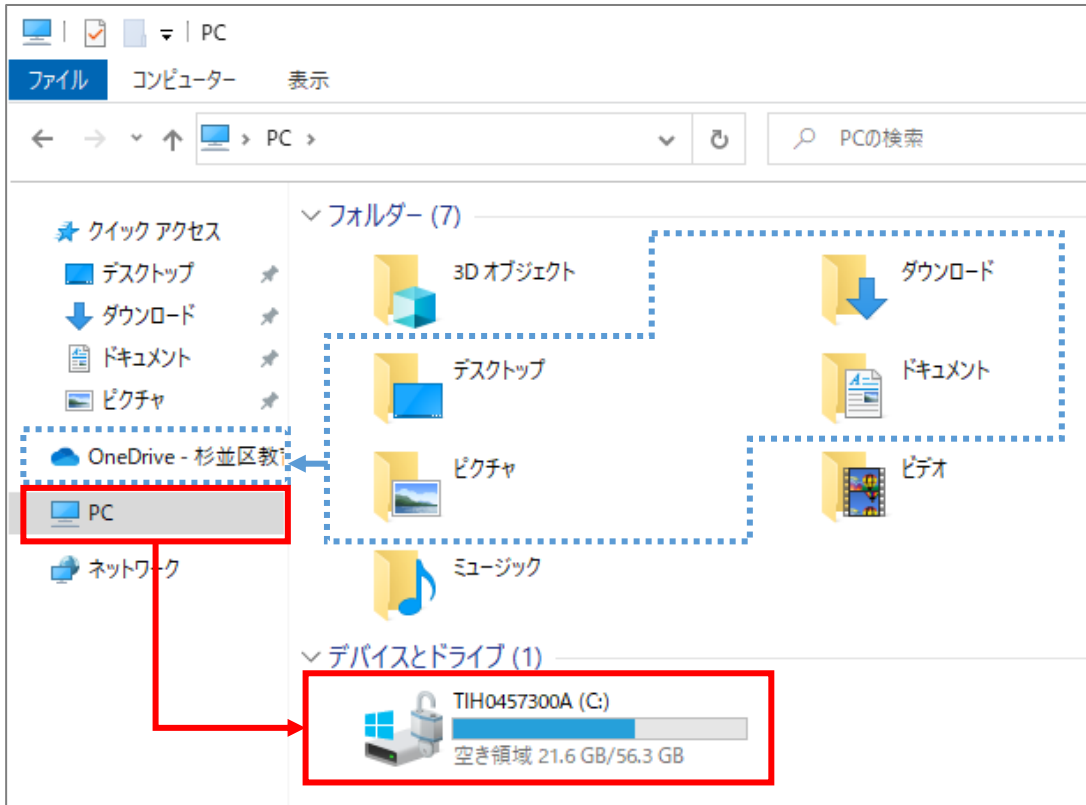 PC
ファイル コンピューター 表示
PC
PCの検索
クイック アクセス
デスクトップ
ダウンロード
ドキュメント
ピクチャ
OneDrive - 杉並区教
PC
ネットワーク
フォルダー (7)
3D オブジェクト
ダウンロード
デスクトップ
ドキュメント
ピクチャ
ビデオ
ミュージック
デバイスとドライブ (1)
TIH0457300A (C:)
空き領域 21.6 GB/56.3 GB